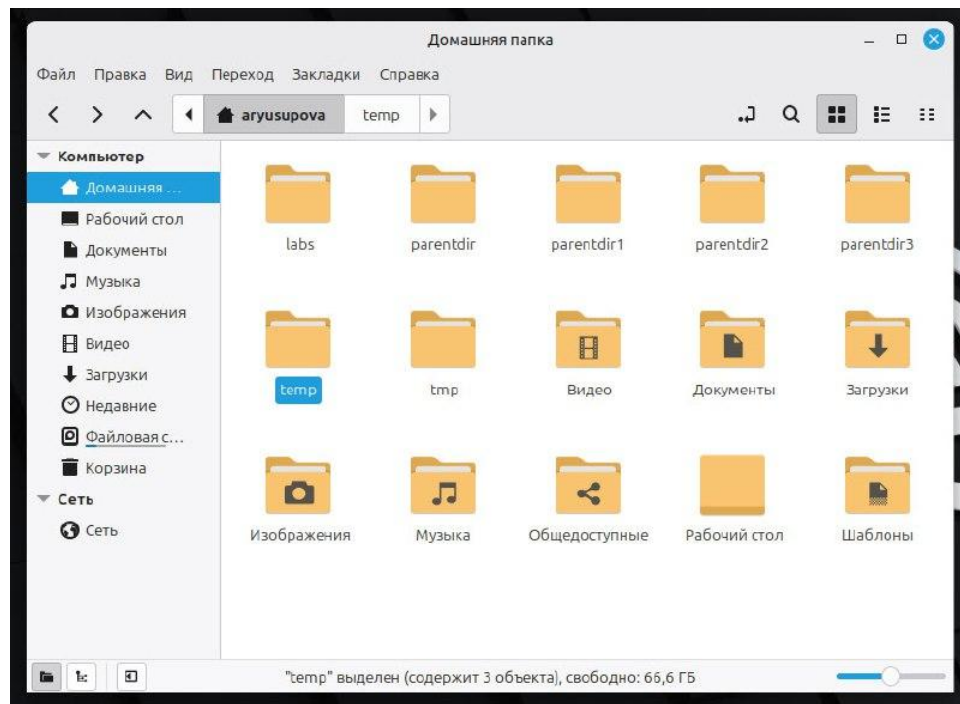 Домашняя папка
Файл Правка Вид Переход Закладки Справка
aryusupova temp
Компьютер
Домашняя ...
Рабочий стол
Документы
Музыка
Изображения
Видео
Загрузки
Недавние
Файловая с...
Корзина
Сеть
Сеть
labs parentdir parentdir1 parentdir2 parentdir3
temp tmp Видео Документы Загрузки
Изображения Музыка Общедоступные Рабочий стол Шаблоны
"temp" выделен (содержит 3 объекта), свободно: 66,6 ГБ